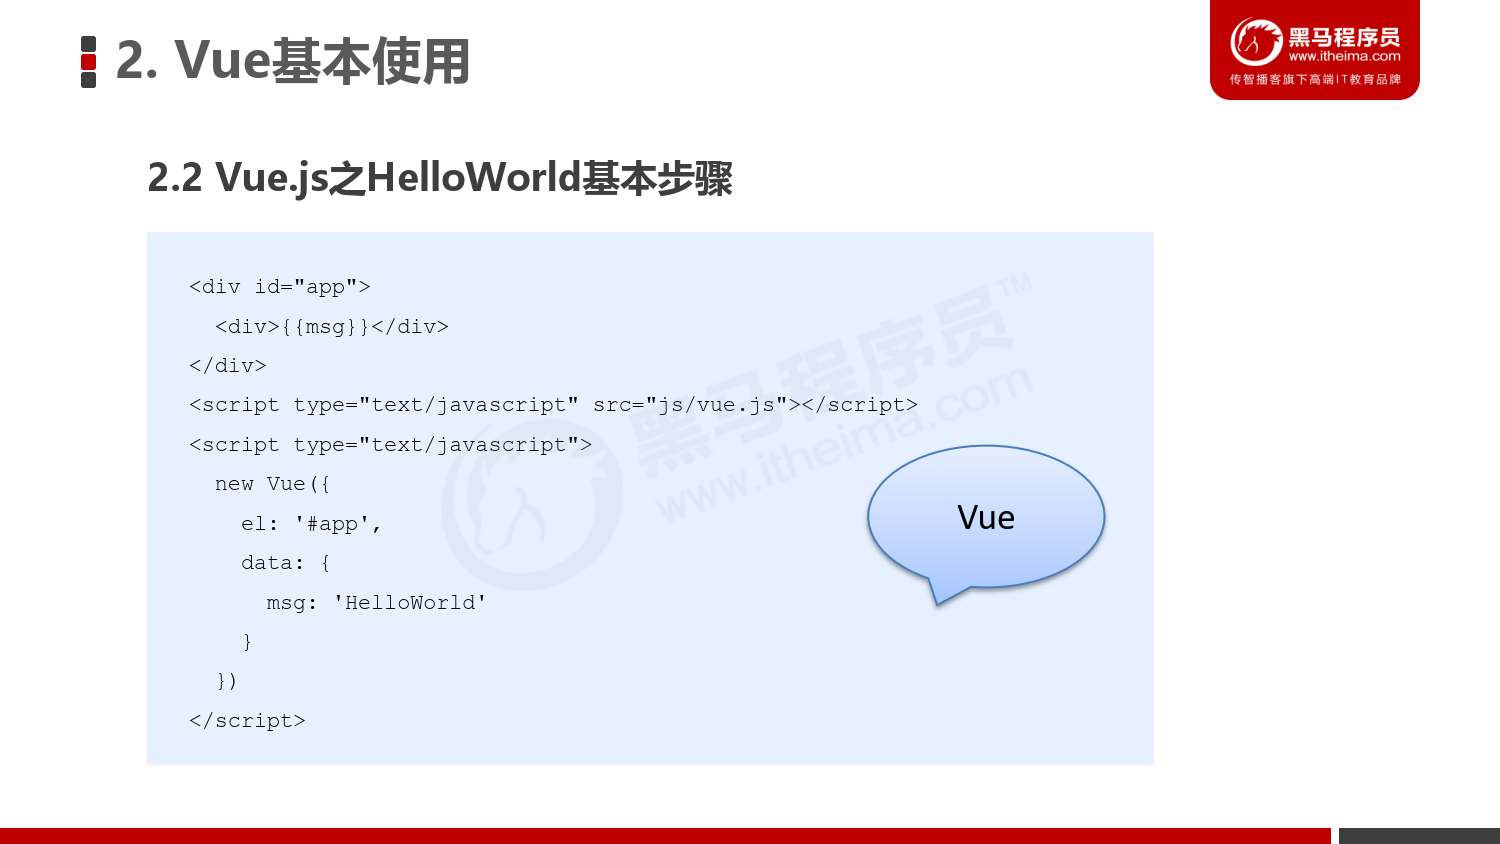 2. Vue基本使用
黑马程序员
www.itheima.com
传智播客旗下高端IT教育品牌
2.2 Vue.js之HelloWorld基本步骤
<div id="app">
  <div>{{msg}}</div>
</div>
<script type="text/javascript" src="js/vue.js"></script>
<script type="text/javascript">
  new Vue({
    el: '#app',
    data: {
      msg: 'HelloWorld'
    }
  })
</script>
黑马程序员™
www.itheima.com
Vue